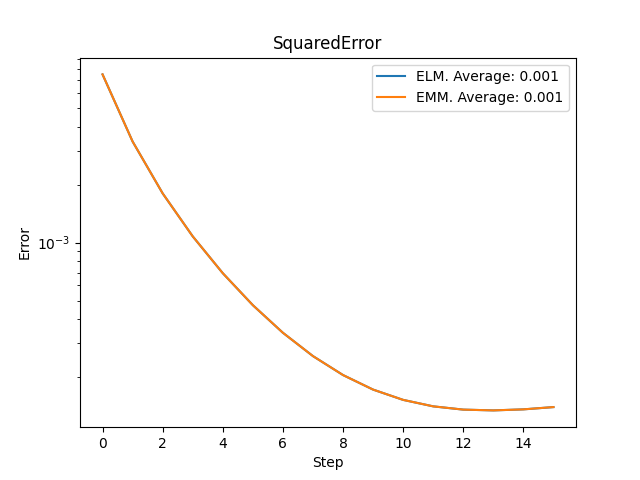 SquaredError
ELM. Average: 0.001
EMM. Average: 0.001
Error
10⁻³
0 2 4 6 8 10 12 14
Step